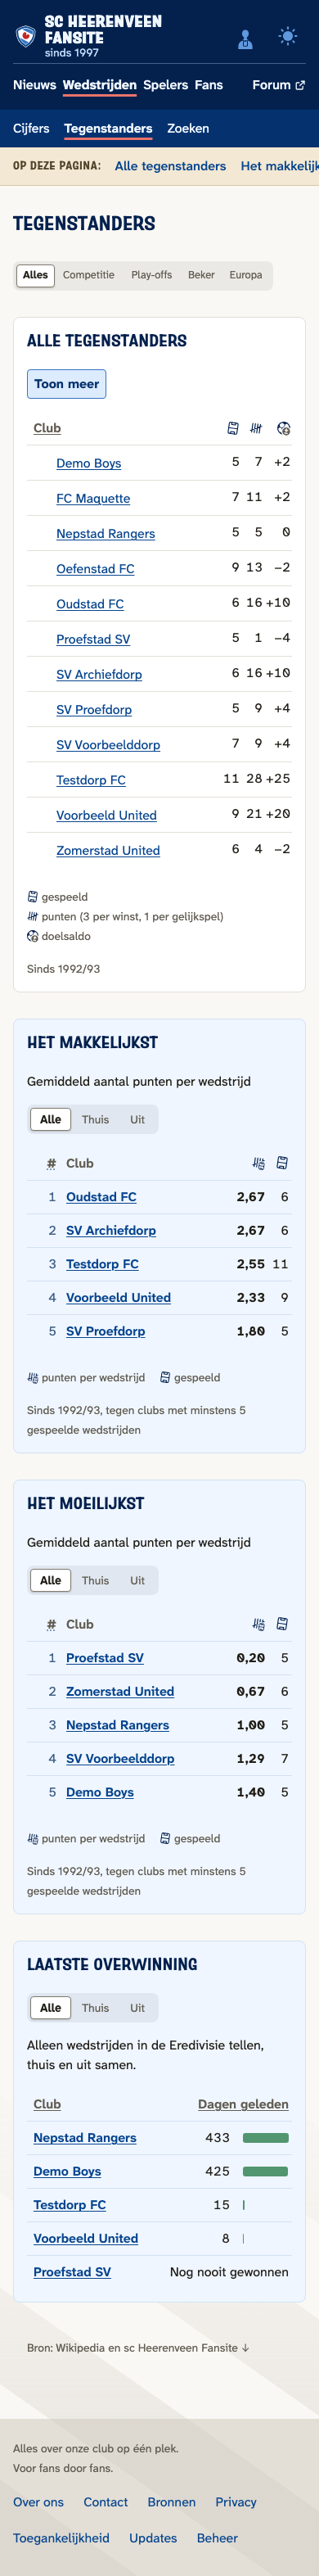 SC HEERENVEEN
FANSITE
sinds 1997
Nieuws Wedstrijden Spelers Fans Forum
Cijfers Tegenstanders Zoeken
OP DEZE PAGINA: Alle tegenstanders Het makkelijk
TEGENSTANDERS
Alles Competitie Play-offs Beker Europa
ALLE TEGENSTANDERS
Toon meer
Club
Demo Boys 5 7 +2
FC Maquette 7 11 +2
Nepstad Rangers 5 5 0
Oefenstad FC 9 13 −2
Oudstad FC 6 16 +10
Proefstad SV 5 1 −4
SV Archiefdorp 6 16 +10
SV Proefdorp 5 9 +4
SV Voorbeelddorp 7 9 +4
Testdorp FC 11 28 +25
Voorbeeld United 9 21 +20
Zomerstad United 6 4 −2
gespeeld
punten (3 per winst, 1 per gelijkspel)
doelsaldo
Sinds 1992/93
HET MAKKELIJKST
Gemiddeld aantal punten per wedstrijd
Alle Thuis Uit
# Club
1 Oudstad FC 2,67 6
2 SV Archiefdorp 2,67 6
3 Testdorp FC 2,55 11
4 Voorbeeld United 2,33 9
5 SV Proefdorp 1,80 5
punten per wedstrijd gespeeld
Sinds 1992/93, tegen clubs met minstens 5
gespeelde wedstrijden
HET MOEILIJKST
Gemiddeld aantal punten per wedstrijd
Alle Thuis Uit
# Club
1 Proefstad SV 0,20 5
2 Zomerstad United 0,67 6
3 Nepstad Rangers 1,00 5
4 SV Voorbeelddorp 1,29 7
5 Demo Boys 1,40 5
punten per wedstrijd gespeeld
Sinds 1992/93, tegen clubs met minstens 5
gespeelde wedstrijden
LAATSTE OVERWINNING
Alle Thuis Uit
Alleen wedstrijden in de Eredivisie tellen,
thuis en uit samen.
Club Dagen geleden
Nepstad Rangers 433
Demo Boys 425
Testdorp FC 15
Voorbeeld United 8
Proefstad SV Nog nooit gewonnen
Bron: Wikipedia en sc Heerenveen Fansite ↓
Alles over onze club op één plek.
Voor fans door fans.
Over ons Contact Bronnen Privacy
Toegankelijkheid Updates Beheer